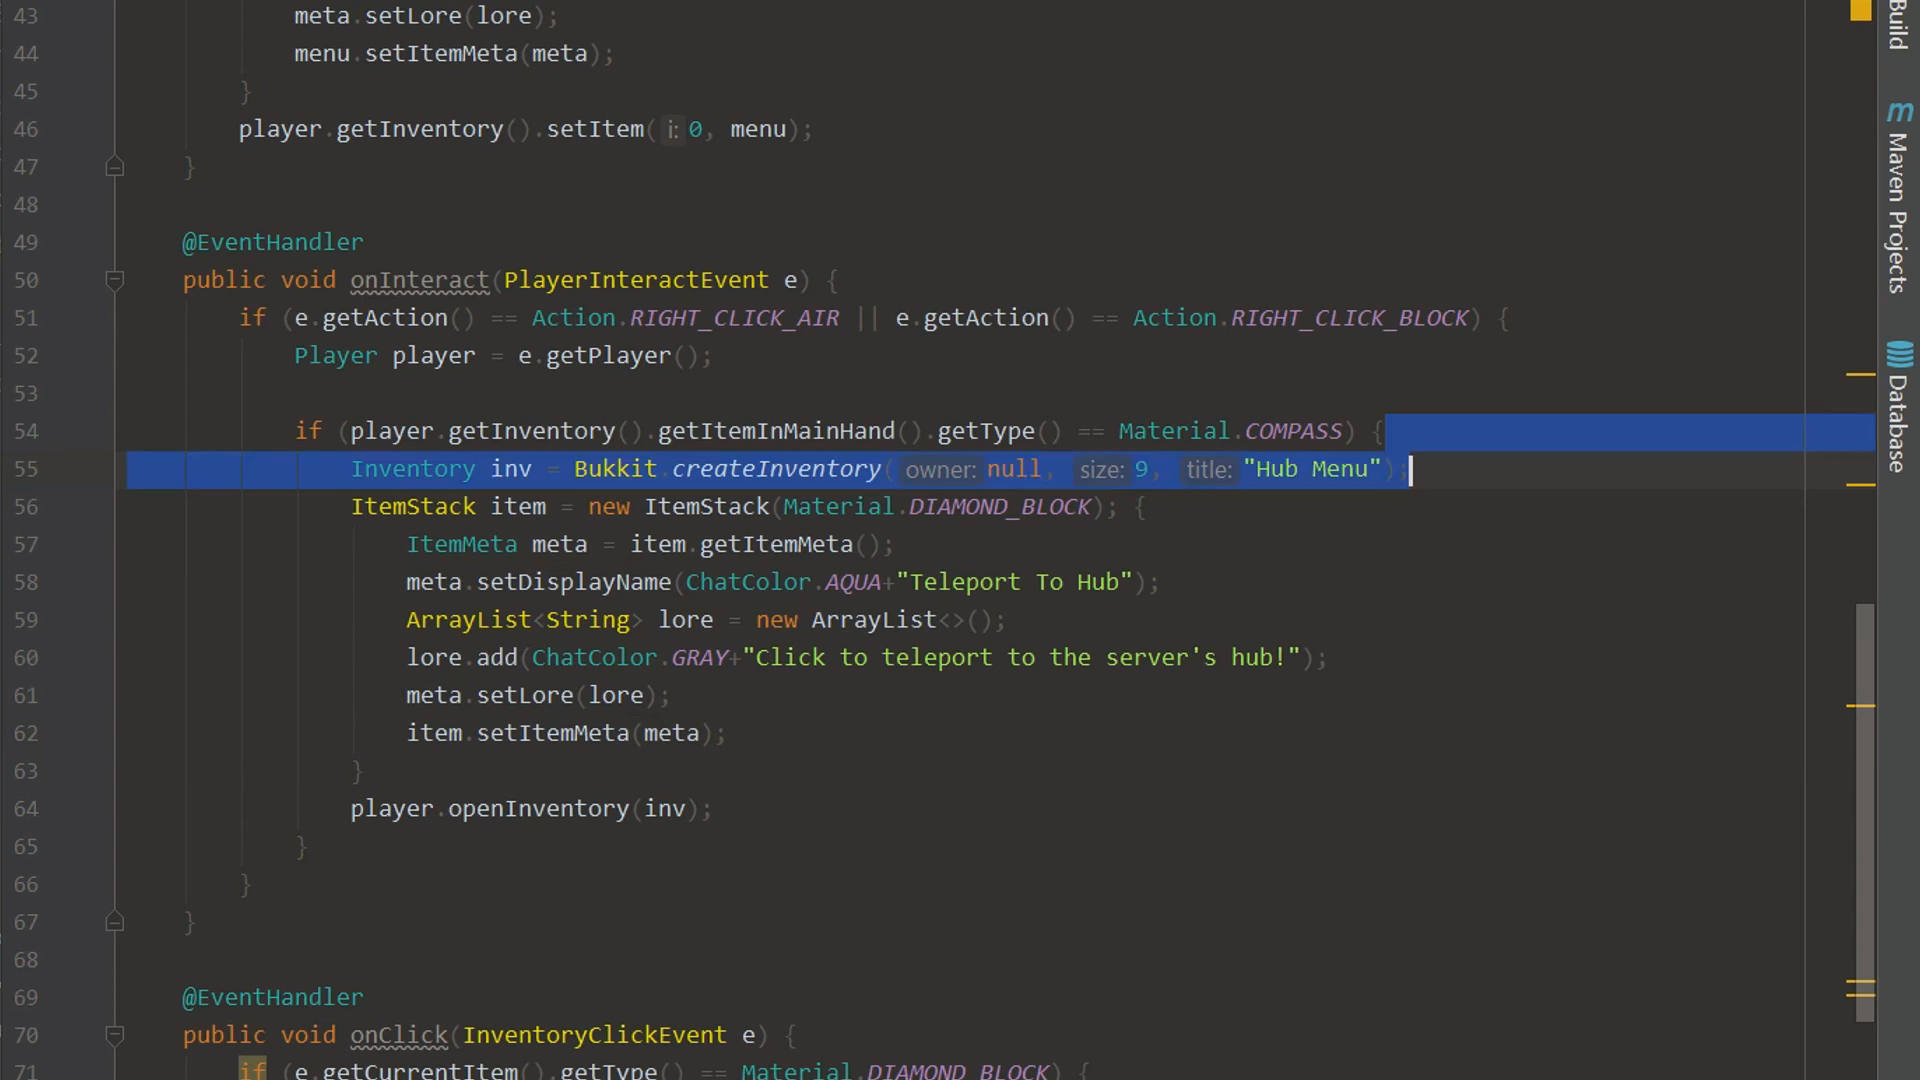 43 meta.setLore(lore);
44 menu.setItemMeta(meta);
45 }
46 player.getInventory().setItem( i: 0, menu);
47 }
48
49 @EventHandler
50 public void onInteract(PlayerInteractEvent e) {
51 if (e.getAction() == Action.RIGHT_CLICK_AIR || e.getAction() == Action.RIGHT_CLICK_BLOCK) {
52 Player player = e.getPlayer();
53
54 if (player.getInventory().getItemInMainHand().getType() == Material.COMPASS) {
55 Inventory inv = Bukkit.createInventory( owner: null, size: 9, title: "Hub Menu");
56 ItemStack item = new ItemStack(Material.DIAMOND_BLOCK); {
57 ItemMeta meta = item.getItemMeta();
58 meta.setDisplayName(ChatColor.AQUA+"Teleport To Hub");
59 ArrayList<String> lore = new ArrayList<>();
60 lore.add(ChatColor.GRAY+"Click to teleport to the server's hub!");
61 meta.setLore(lore);
62 item.setItemMeta(meta);
63 }
64 player.openInventory(inv);
65 }
66 }
67 }
68
69 @EventHandler
70 public void onClick(InventoryClickEvent e) {
71 if (e.getCurrentItem().getType() == Material.DIAMOND_BLOCK) {
Build
m Maven Projects
Database